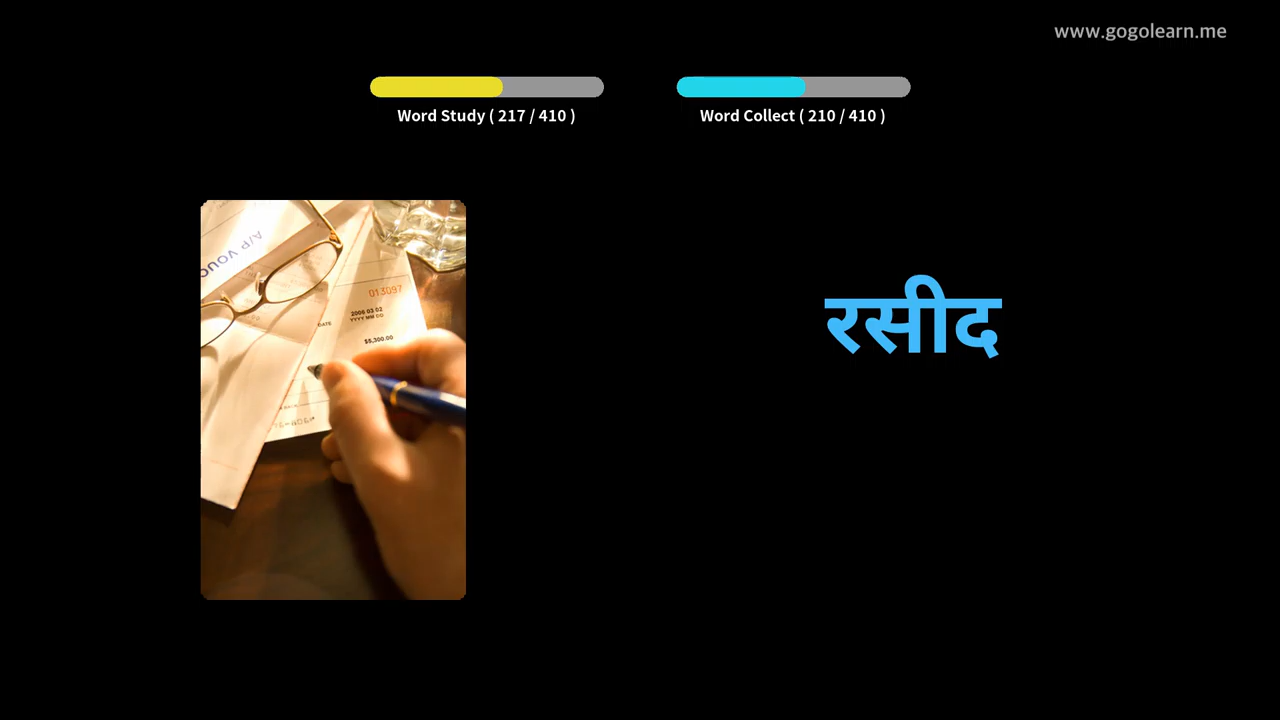 www.gogolearn.me
Word Study ( 217 / 410 )
Word Collect ( 210 / 410 )
रसीद
A/P VOUC
013097
2006 03 02
YYYY MM DD
DATE
$5,300.00